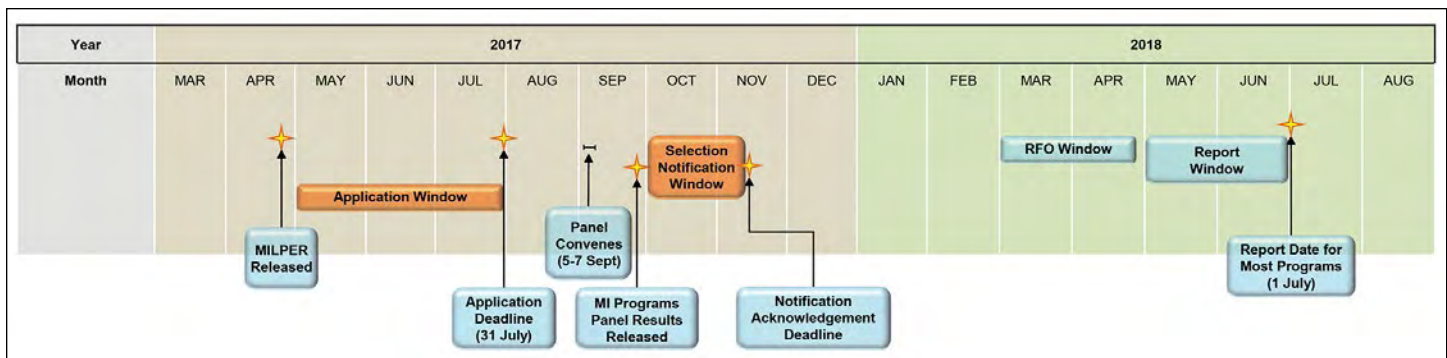 Year 2017 2018
Month MAR APR MAY JUN JUL AUG SEP OCT NOV DEC JAN FEB MAR APR MAY JUN JUL AUG
Selection
Notification
Window
RFO Window
Report
Window
Application Window
MILPER
Released
Panel
Convenes
(5-7 Sept)
Report Date for
Most Programs
(1 July)
Application
Deadline
(31 July)
MI Programs
Panel Results
Released
Notification
Acknowledgement
Deadline